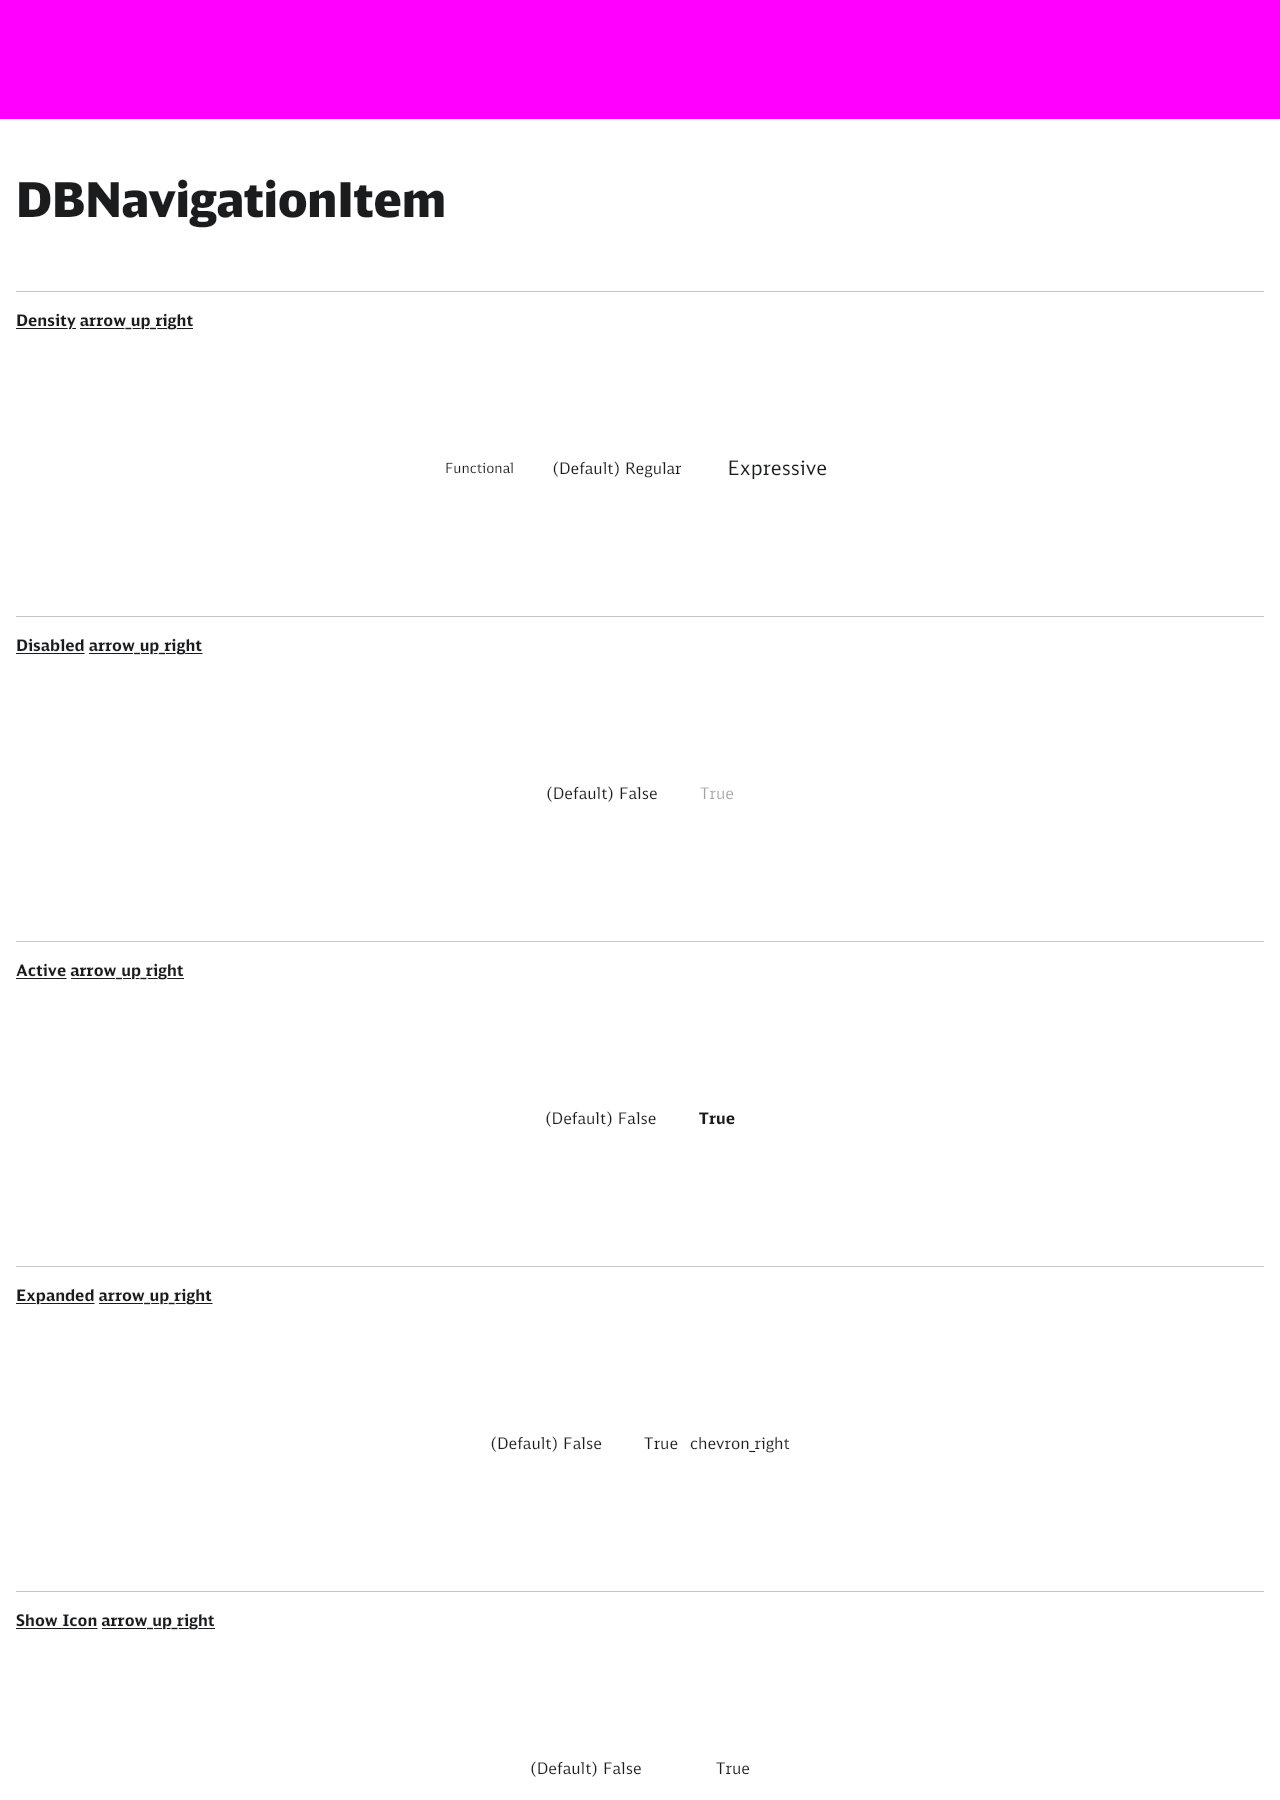 DBNavigationItem
Density arrow_up_right
Functional (Default) Regular Expressive
Disabled arrow_up_right
(Default) False True
Active arrow_up_right
(Default) False True
Expanded arrow_up_right
(Default) False True chevron_right
Show Icon arrow_up_right
(Default) False True